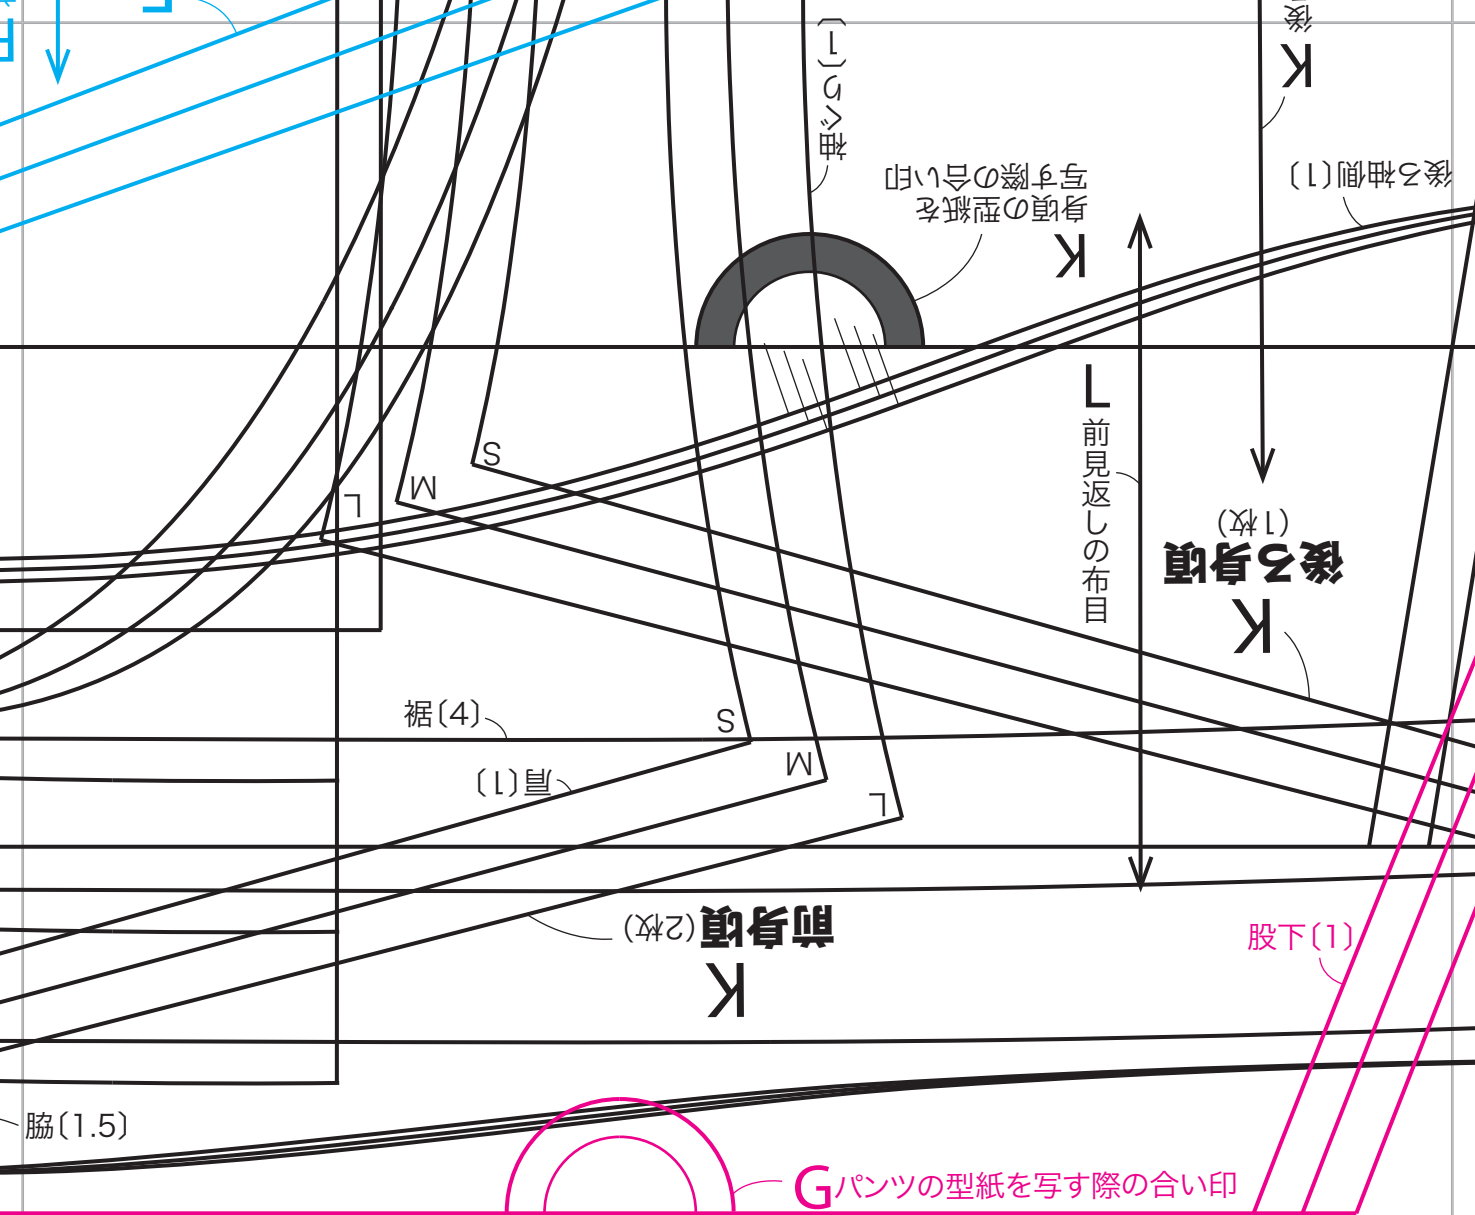 袖ぐり〔1〕
後
K
写す際の合い印
身頃の型紙を
K
後ろ袖側〔1〕
L
前見返しの布目
S
M
L
(1枚)
後ろ身頃
K
裾〔4〕
S
肩〔1〕
M
L
前身頃(2枚)
K
股下〔1〕
脇〔1.5〕
Gパンツの型紙を写す際の合い印